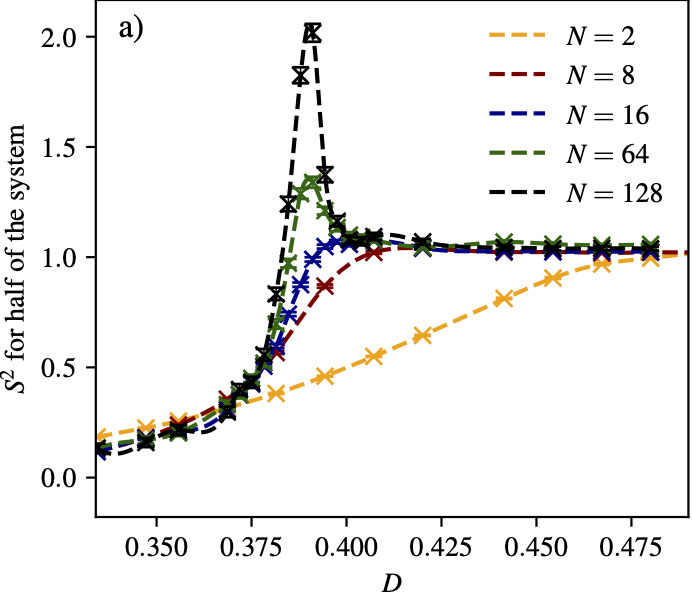 a)
N = 2
N = 8
N = 16
N = 64
N = 128
2.0
1.5
1.0
0.5
0.0
S² for half of the system
0.350 0.375 0.400 0.425 0.450 0.475
D